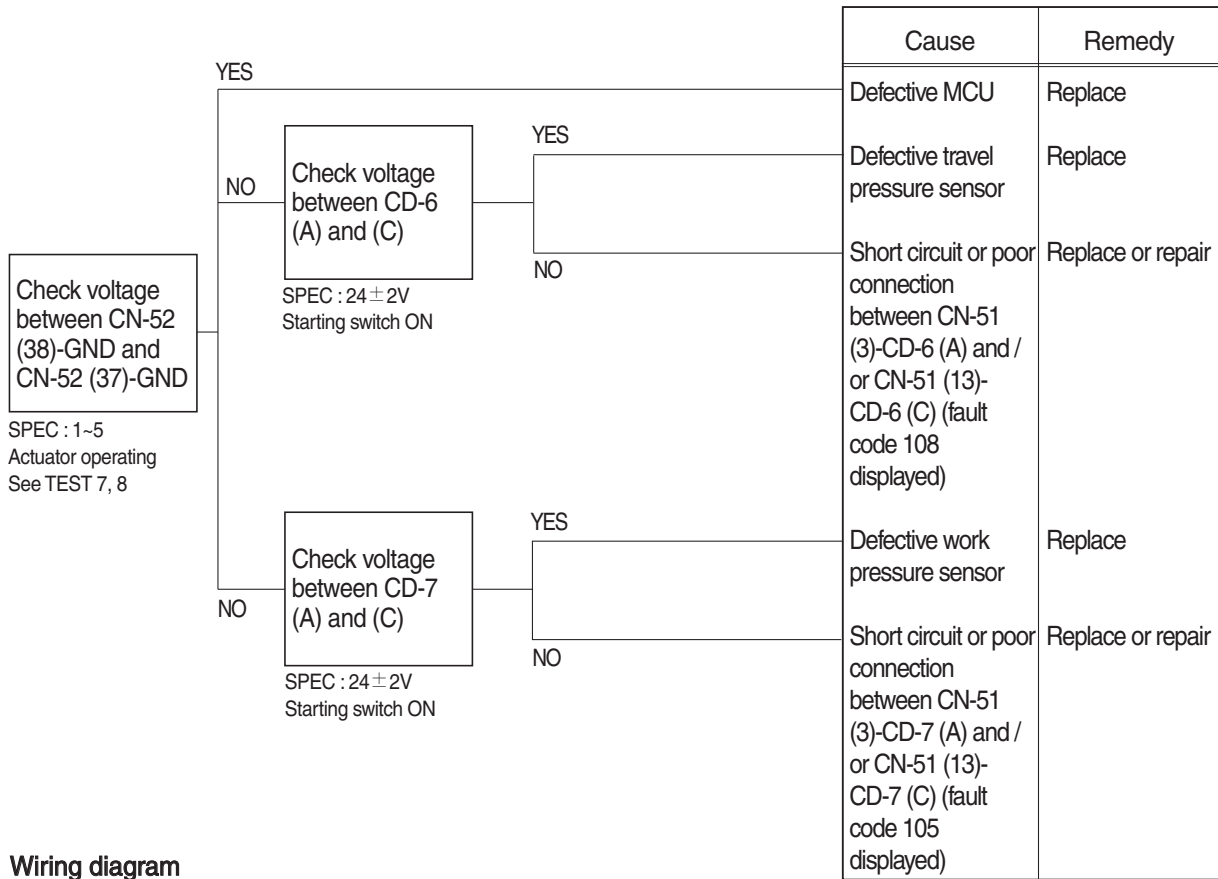 Cause
Remedy
YES
Defective MCU
Replace
NO
Check voltage
between CD-6
(A) and (C)
SPEC : 24±2V
Starting switch ON
YES
Defective travel
pressure sensor
Replace
NO
Short circuit or poor
connection
between CN-51
(3)-CD-6 (A) and /
or CN-51 (13)-
CD-6 (C) (fault
code 108
displayed)
Replace or repair
Check voltage
between CN-52
(38)-GND and
CN-52 (37)-GND
SPEC : 1~5
Actuator operating
See TEST 7, 8
NO
Check voltage
between CD-7
(A) and (C)
SPEC : 24±2V
Starting switch ON
YES
Defective work
pressure sensor
Replace
NO
Short circuit or poor
connection
between CN-51
(3)-CD-7 (A) and /
or CN-51 (13)-
CD-7 (C) (fault
code 105
displayed)
Replace or repair
Wiring diagram